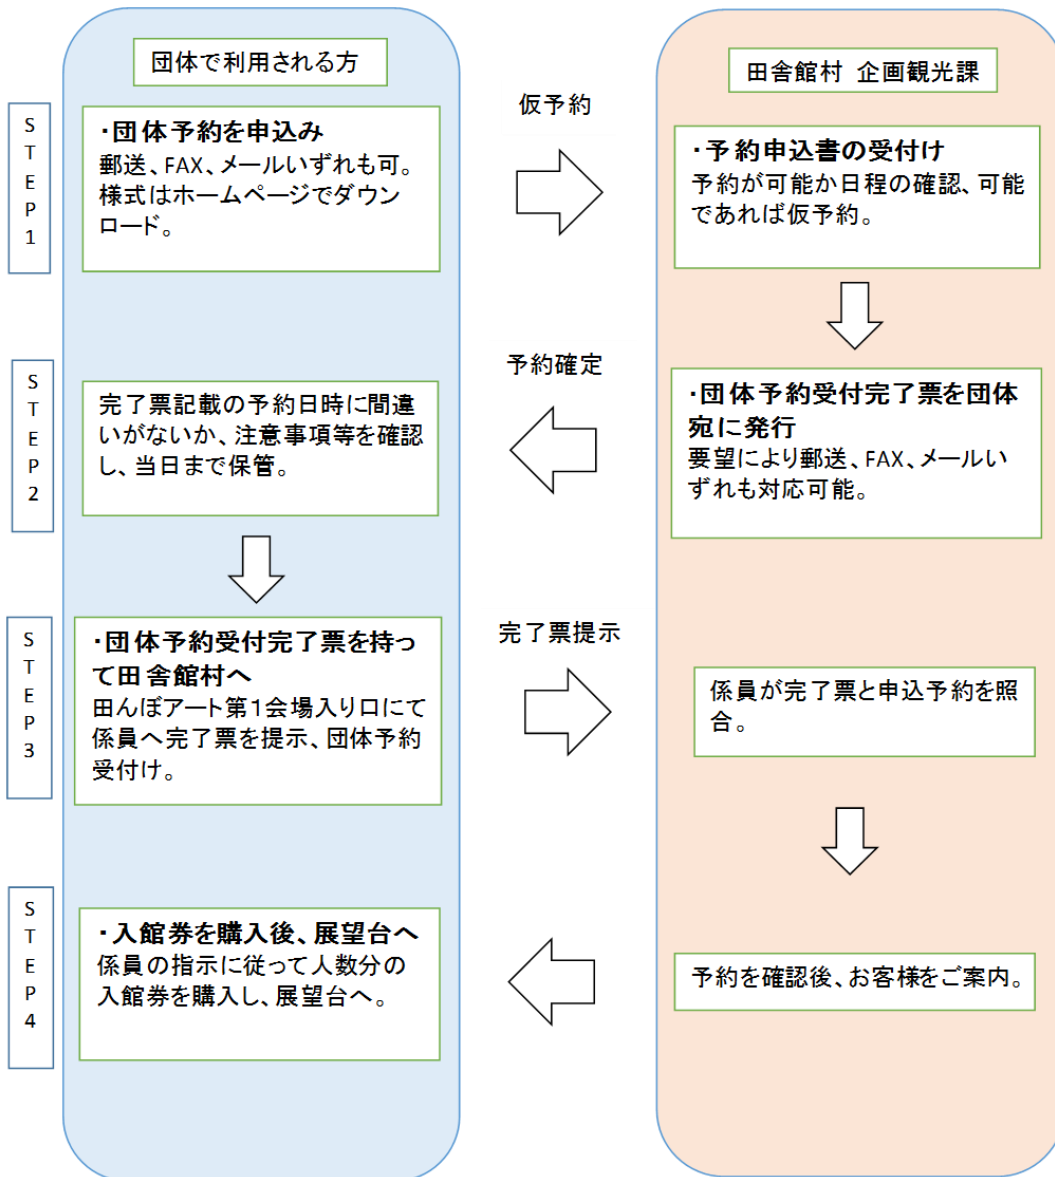 団体で利用される方
田舎館村 企画観光課
STEP1
・団体予約を申込み
郵送、FAX、メールいずれも可。
様式はホームページでダウン
ロード。
仮予約
・予約申込書の受付け
予約が可能か日程の確認、可能
であれば仮予約。
STEP2
完了票記載の予約日時に間違
いがないか、注意事項等を確認
し、当日まで保管。
予約確定
・団体予約受付完了票を団体
宛に発行
要望により郵送、FAX、メールい
ずれも対応可能。
STEP3
・団体予約受付完了票を持っ
て田舎館村へ
田んぼアート第1会場入り口にて
係員へ完了票を提示、団体予約
受付け。
完了票提示
係員が完了票と申込予約を照
合。
STEP4
・入館券を購入後、展望台へ
係員の指示に従って人数分の
入館券を購入し、展望台へ。
予約を確認後、お客様をご案内。